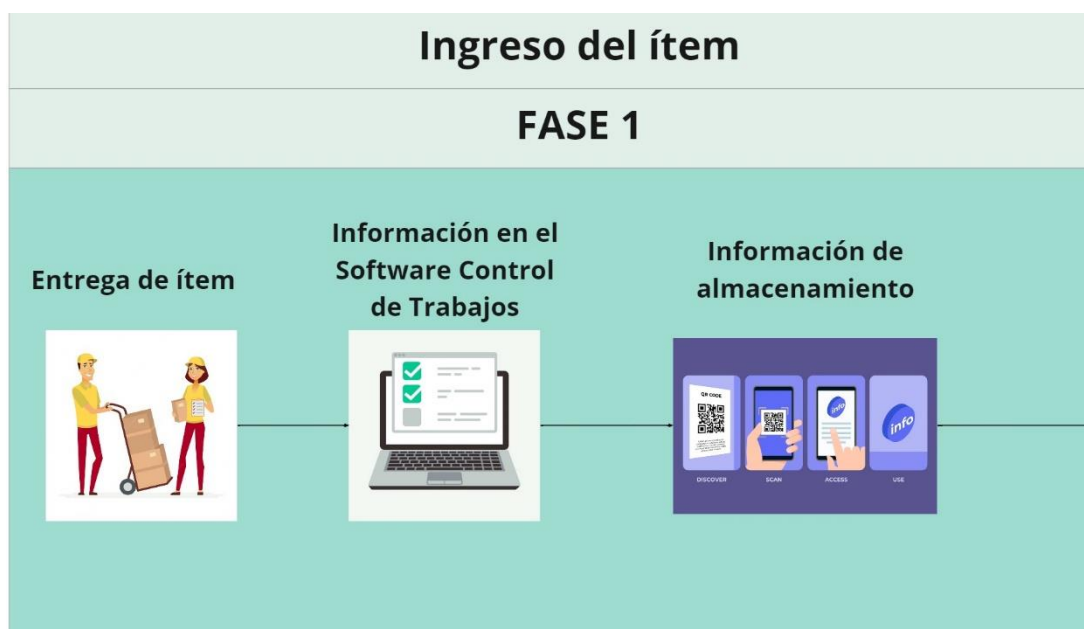 Ingreso del ítem
FASE 1
Entrega de ítem
Información en el
Software Control
de Trabajos
Información de
almacenamiento
QR CODE
info
info
DISCOVER
SCAN
ACCESS
USE